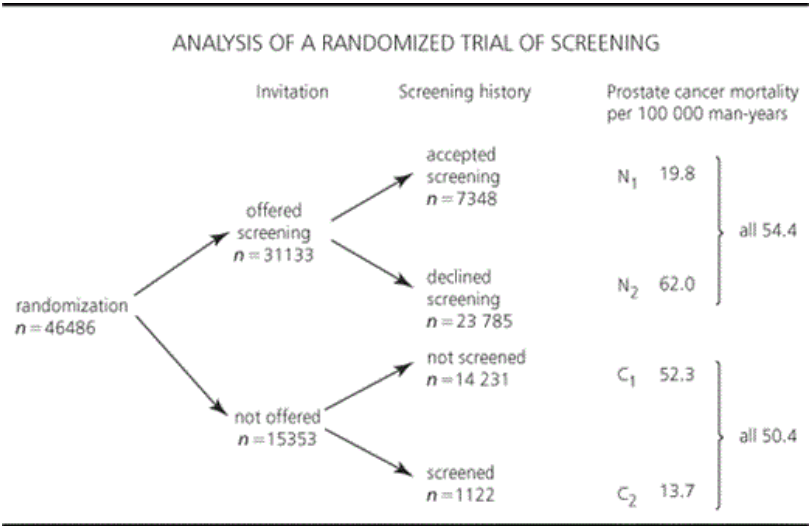 ANALYSIS OF A RANDOMIZED TRIAL OF SCREENING
Invitation
Screening history
Prostate cancer mortality
per 100 000 man-years
randomization
n = 46486
offered
screening
n = 31133
not offered
n = 15353
accepted
screening
n = 7348
declined
screening
n = 23 785
not screened
n = 14 231
screened
n = 1122
N1 19.8
N2 62.0
all 54.4
C1 52.3
C2 13.7
all 50.4